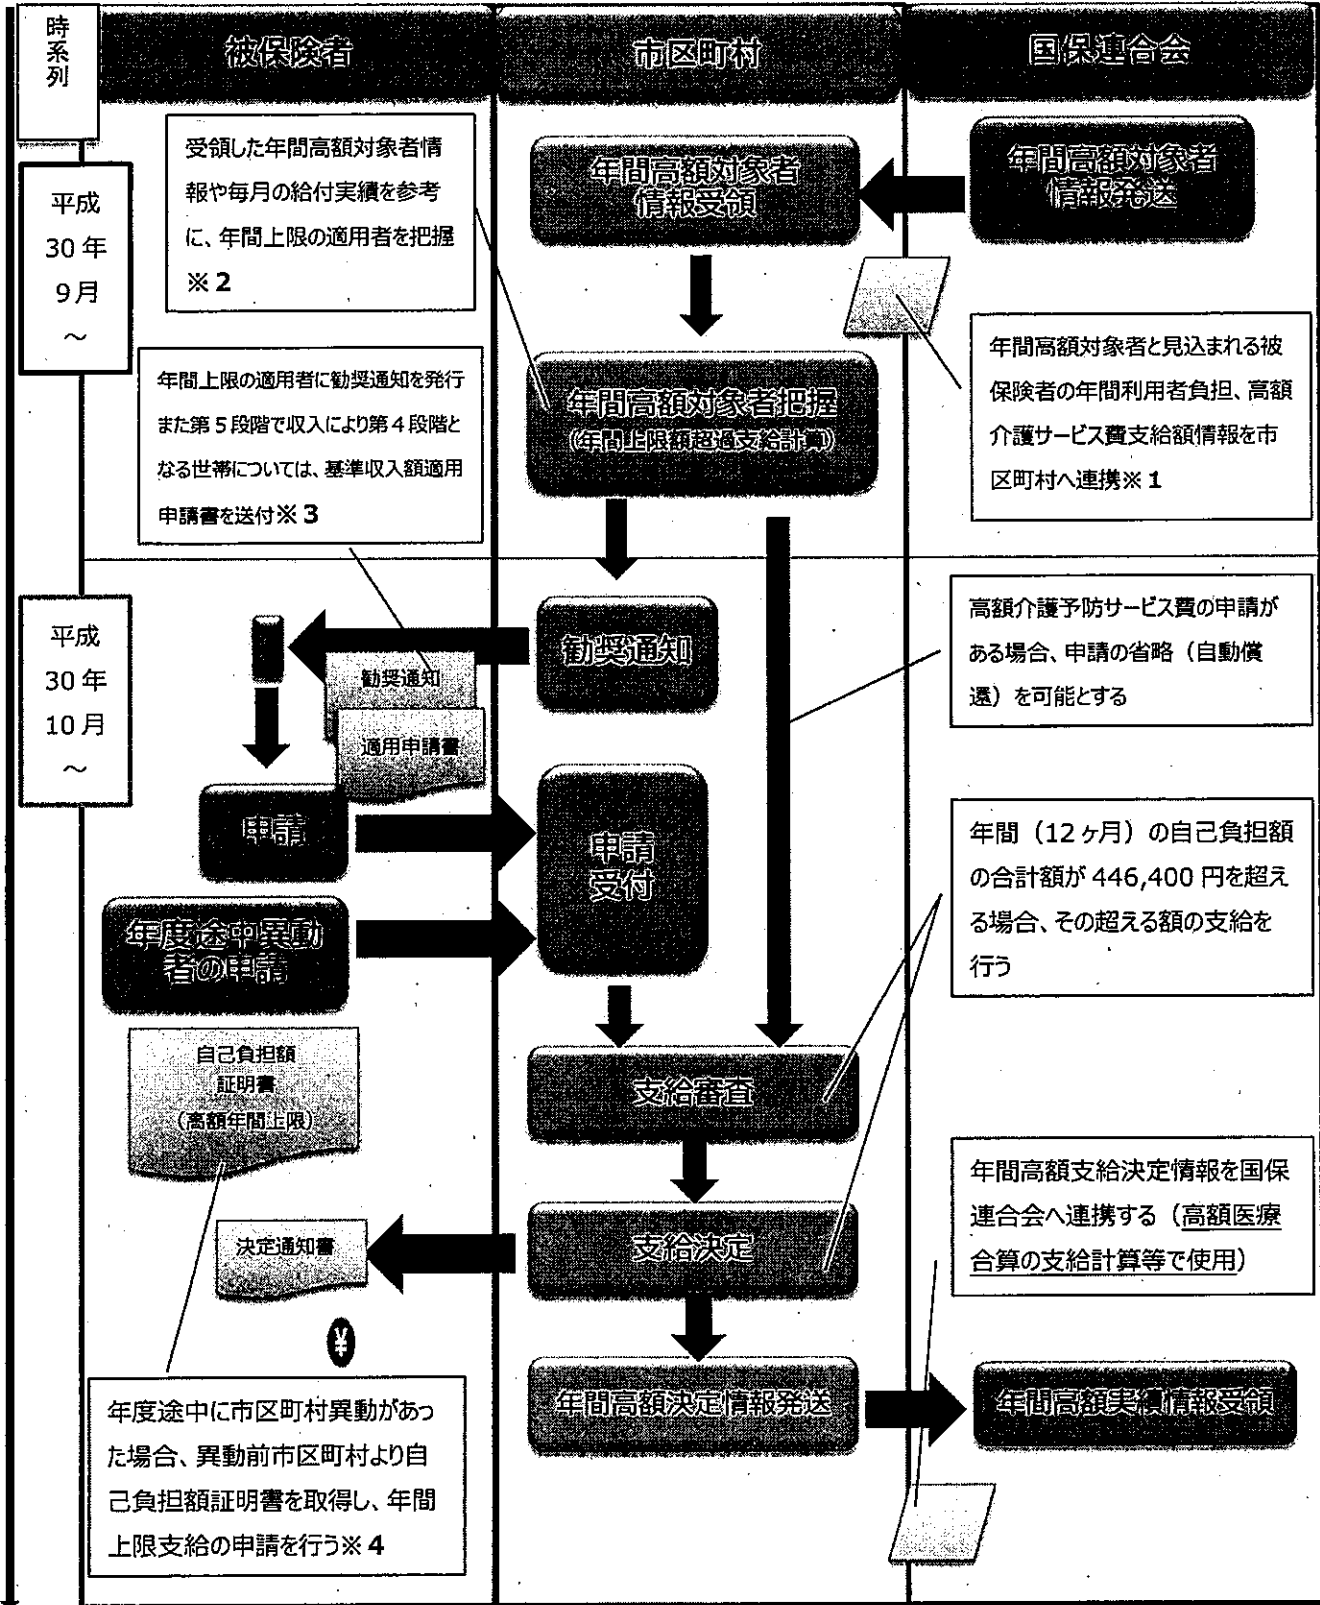 時系列
被保険者
市区町村
国保連合会
平成
30 年
9月
～
受領した年間高額対象者情
報や毎月の給付実績を参考
に、年間上限の適用者を把握
※ 2
年間高額対象者
情報受領
年間高額対象者
情報発送
年間上限の適用者に勧奨通知を発行
また第 5 段階で収入により第 4 段階と
なる世帯については、基準収入額適用
申請書を送付※ 3
年間高額対象者把握
(年間上限額超過支給計算)
年間高額対象者と見込まれる被
保険者の年間利用者負担、高額
介護サービス費支給額情報を市
区町村へ連携※ 1
平成
30 年
10 月
～
勧奨通知
勧奨通知
適用申請書
高額介護予防サービス費の申請が
ある場合、申請の省略（自動償
還）を可能とする
申請
申請
受付
年度途中異動
者の申請
年間（12 ヶ月）の自己負担額
の合計額が 446,400 円を超え
る場合、その超える額の支給を
行う
自己負担額
証明書
（高額年間上限）
支給審査
決定通知書
支給決定
年間高額支給決定情報を国保
連合会へ連携する（高額医療
合算の支給計算等で使用）
¥
年間高額決定情報発送
年間高額実績情報受領
年度途中に市区町村異動があっ
た場合、異動前市区町村より自
己負担額証明書を取得し、年間
上限支給の申請を行う※ 4